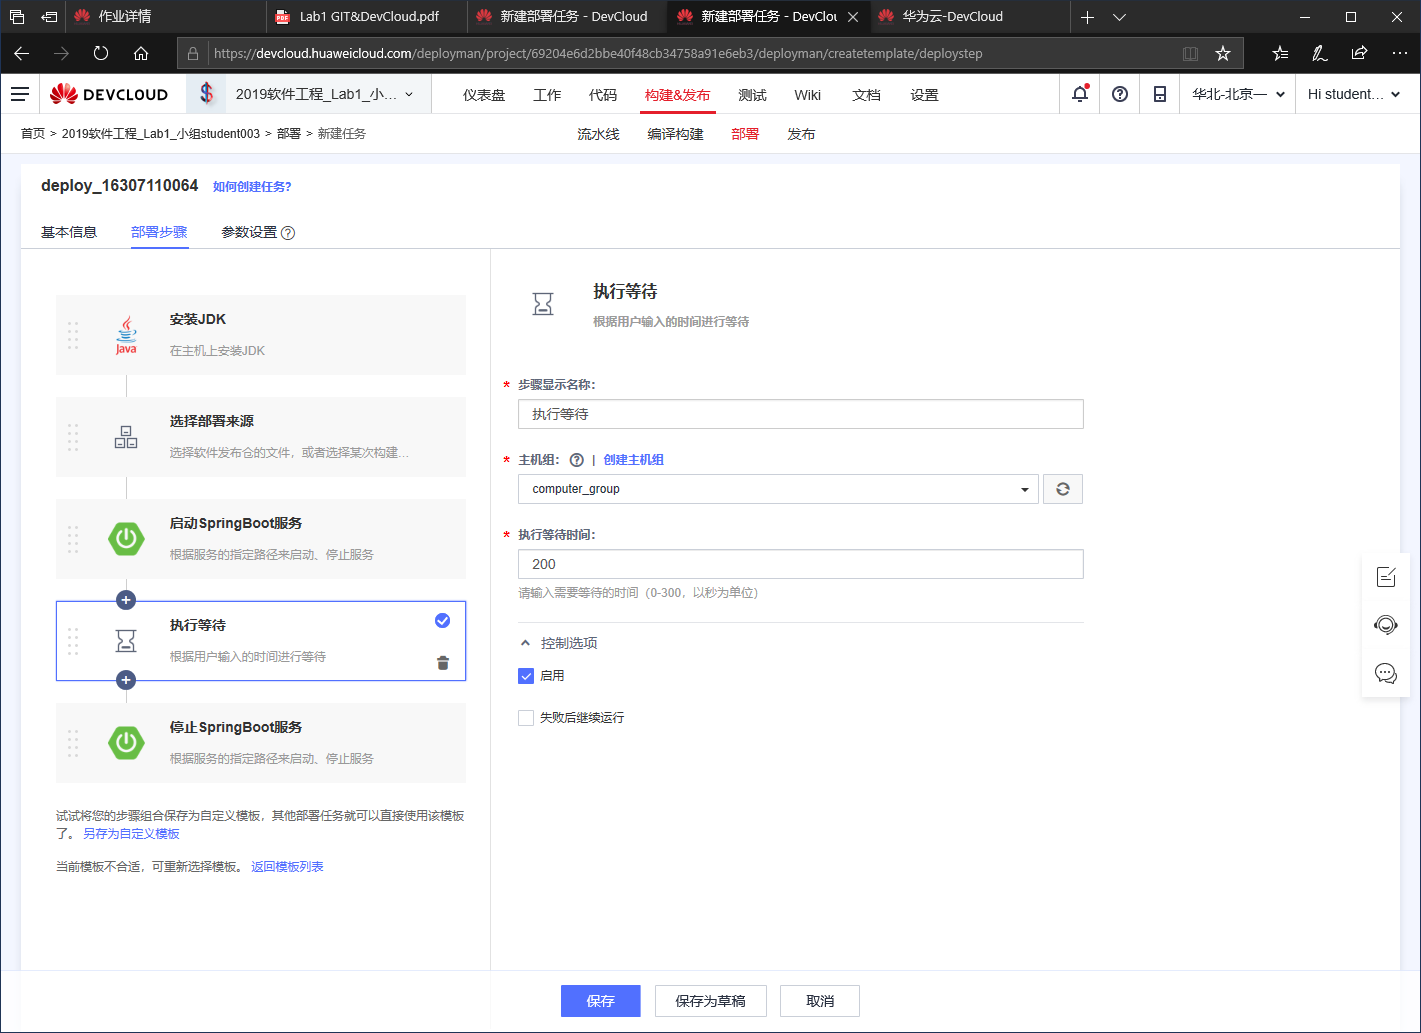 作业详情
Lab1 GIT&DevCloud.pdf
新建部署任务 - DevCloud
新建部署任务 - DevClou
华为云-DevCloud
https://devcloud.huaweicloud.com/deployman/project/69204e6d2bbe40f48cb34758a91e6eb3/deployman/createtemplate/deploystep
DEVCLOUD
2019软件工程_Lab1_小...
仪表盘
工作
代码
构建&发布
测试
Wiki
文档
设置
华北-北京一
Hi student...
首页 > 2019软件工程_Lab1_小组student003 > 部署 > 新建任务
流水线
编译构建
部署
发布
deploy_16307110064 如何创建任务?
基本信息
部署步骤
参数设置
安装JDK
在主机上安装JDK
Java
选择部署来源
选择软件发布仓的文件，或者选择某次构建...
启动SpringBoot服务
根据服务的指定路径来启动、停止服务
执行等待
根据用户输入的时间进行等待
停止SpringBoot服务
根据服务的指定路径来启动、停止服务
试试将您的步骤组合保存为自定义模板，其他部署任务就可以直接使用该模板
了。 另存为自定义模板
当前模板不合适，可重新选择模板。 返回模板列表
执行等待
根据用户输入的时间进行等待
* 步骤显示名称：
执行等待
* 主机组： | 创建主机组
computer_group
* 执行等待时间：
200
请输入需要等待的时间（0-300，以秒为单位）
控制选项
启用
失败后继续运行
保存
保存为草稿
取消